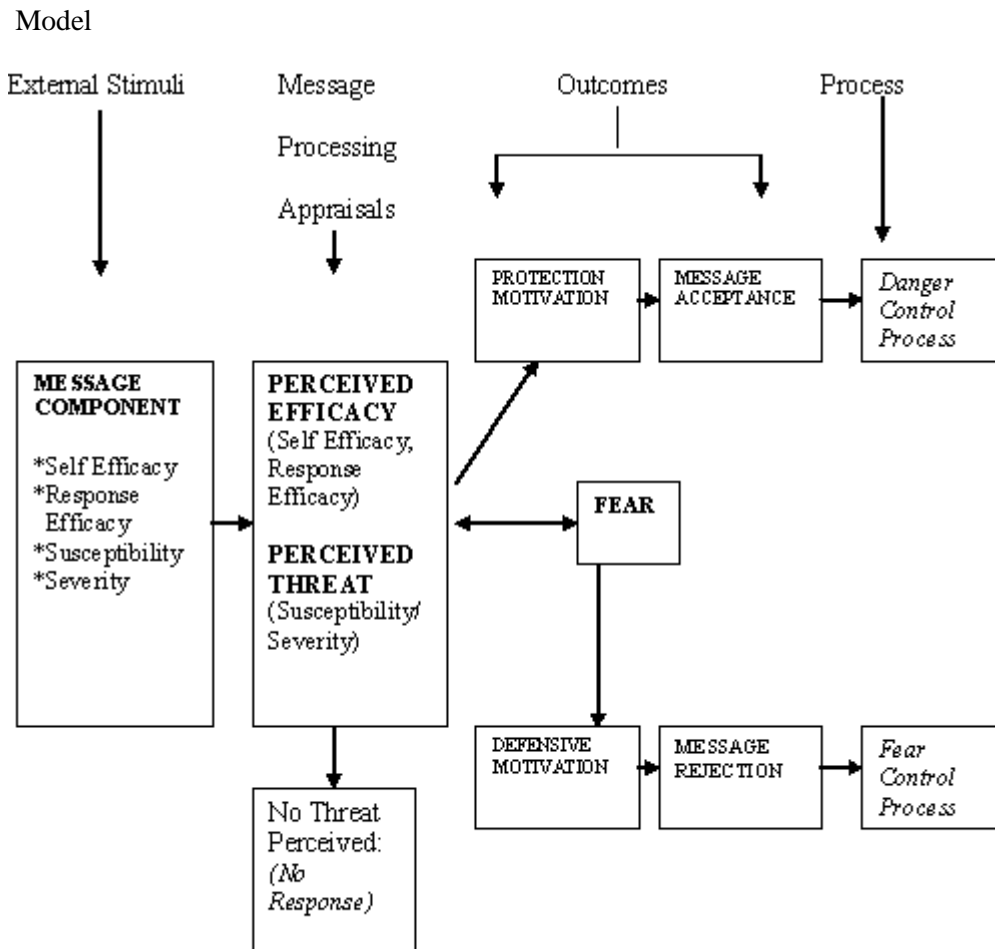 Model
External Stimuli
Message
Processing
Appraisals
Outcomes
Process
MESSAGE
COMPONENT
*Self Efficacy
*Response
Efficacy
*Susceptibility
*Severity
PERCEIVED
EFFICACY
(Self Efficacy,
Response
Efficacy)
PERCEIVED
THREAT
(Susceptibility/
Severity)
No Threat
Perceived:
(No
Response)
PROTECTION
MOTIVATION
MESSAGE
ACCEPTANCE
Danger
Control
Process
FEAR
DEFENSIVE
MOTIVATION
MESSAGE
REJECTION
Fear
Control
Process